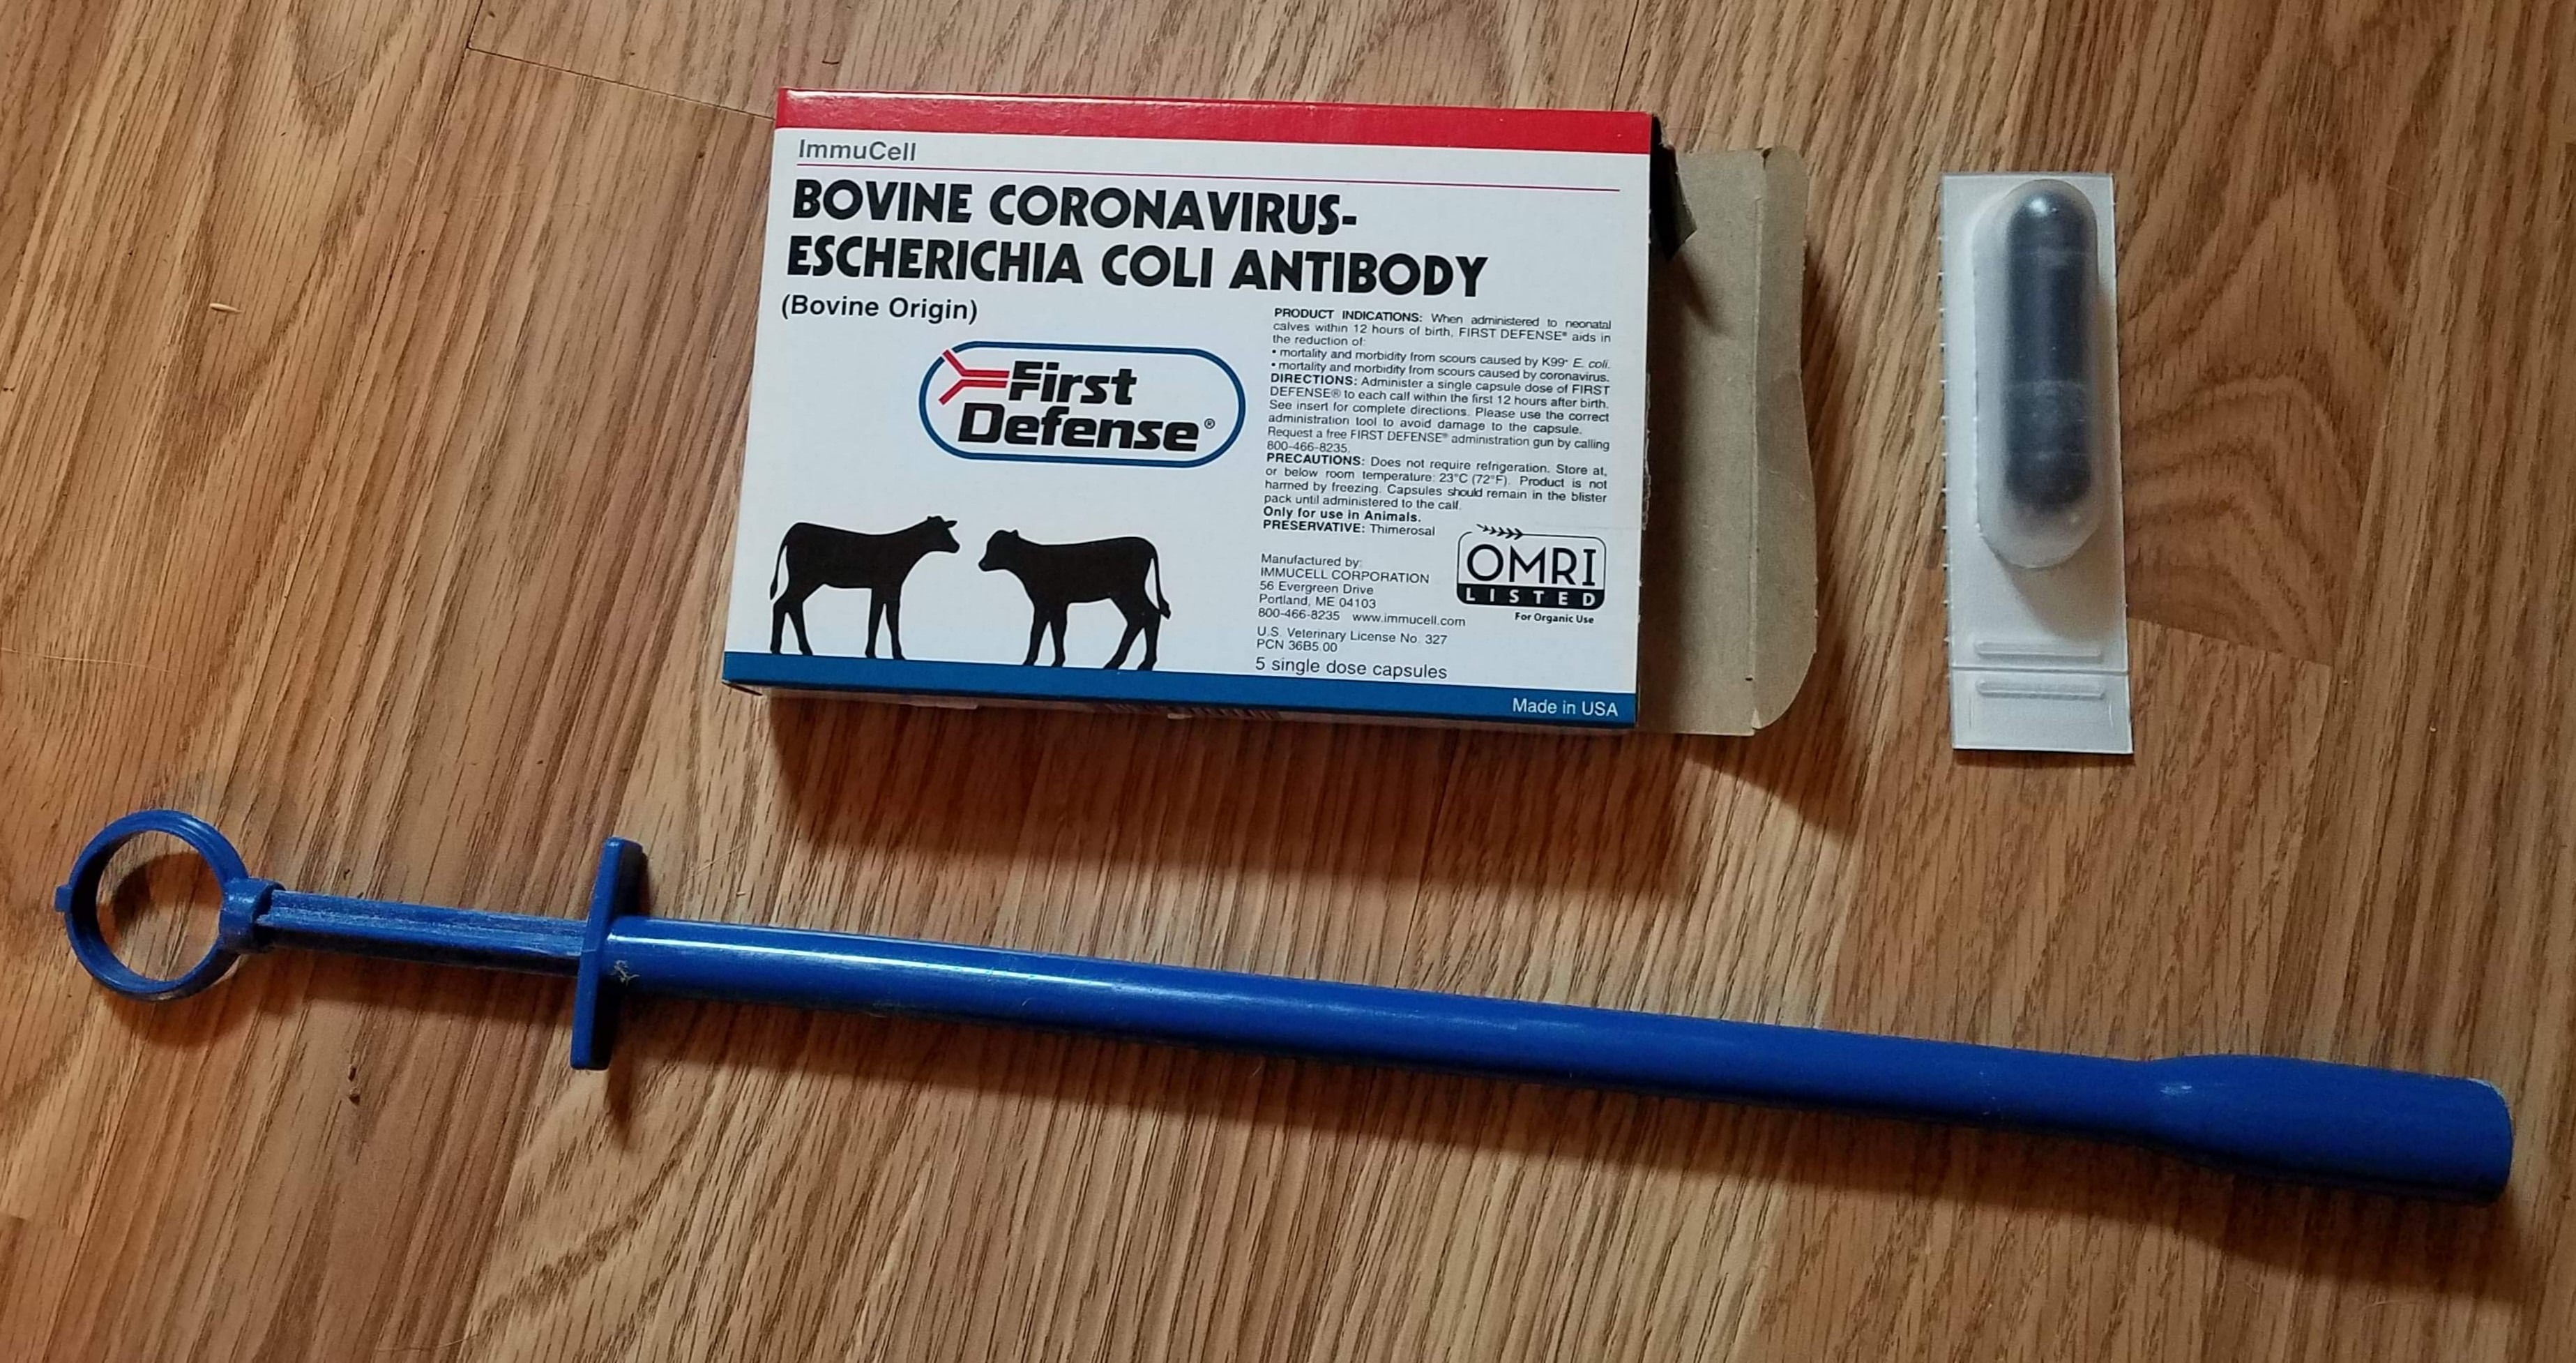 ImmuCell
BOVINE CORONAVIRUS-
ESCHERICHIA COLI ANTIBODY
(Bovine Origin)
First
Defense®
PRODUCT INDICATIONS: When administered to neonatal
calves within 12 hours of birth, FIRST DEFENSE® aids in
the reduction of:
• mortality and morbidity from scours caused by K99+ E. coli.
• mortality and morbidity from scours caused by coronavirus.
DIRECTIONS: Administer a single capsule dose of FIRST
DEFENSE® to each calf within the first 12 hours after birth.
See insert for complete directions. Please use the correct
administration tool to avoid damage to the capsule.
Request a free FIRST DEFENSE® administration gun by calling
800-466-8235.
PRECAUTIONS: Does not require refrigeration. Store at,
or below room temperature: 23°C (72°F). Product is not
harmed by freezing. Capsules should remain in the blister
pack until administered to the calf.
Only for use in Animals.
PRESERVATIVE: Thimerosal
Manufactured by:
IMMUCELL CORPORATION
56 Evergreen Drive
Portland, ME 04103
800-466-8235 www.immucell.com
U.S. Veterinary License No. 327
PCN 36B5.00
5 single dose capsules
OMRI
LISTED
For Organic Use
Made in USA